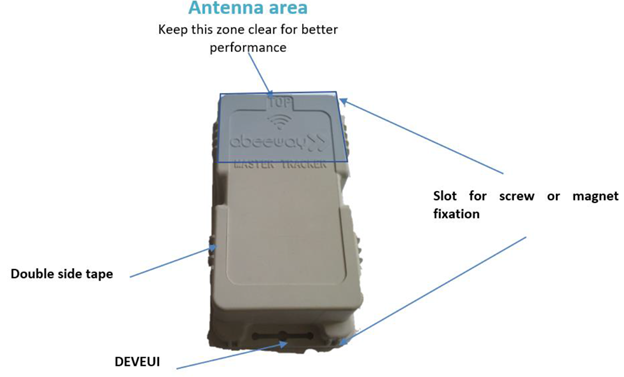 Antenna area
Keep this zone clear for better
performance
TOP
abeeway
MASTER TRACKER
Slot for screw or magnet
fixation
Double side tape
DEVEUI